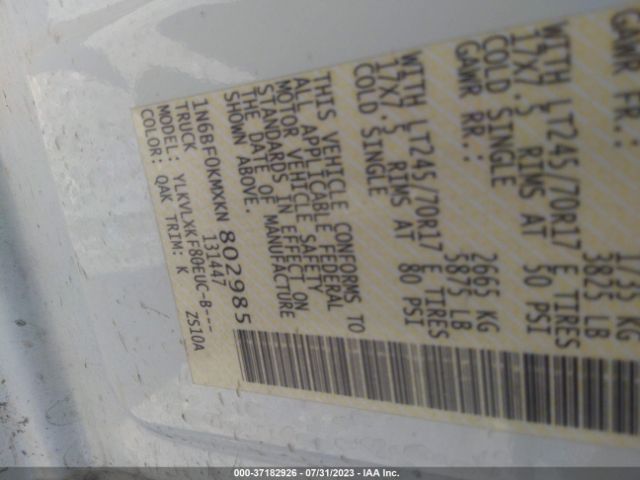 GAWR FR.: 1735 KG
3825 LB
WITH LT245/70R17 E TIRES
17X7.5 RIMS AT 50 PSI
COLD SINGLE
GAWR RR.: 2665 KG
5875 LB
WITH LT245/70R17 E TIRES
17X7.5 RIMS AT 80 PSI
COLD SINGLE
THIS VEHICLE CONFORMS TO
ALL APPLICABLE FEDERAL
MOTOR VEHICLE SAFETY
STANDARDS IN EFFECT ON
THE DATE OF MANUFACTURE
SHOWN ABOVE.
1N6BF0KMXKN 802985
TRUCK 131447
MODEL: YLKVLXKF80EUC-B---
COLOR: QAK TRIM: K ZS10A
000-37182926 - 07/31/2023 - IAA Inc.